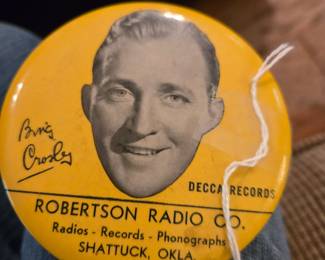 Bing
Crosby
DECCA RECORDS
ROBERTSON RADIO CO.
Radios - Records - Phonographs
SHATTUCK, OKLA.